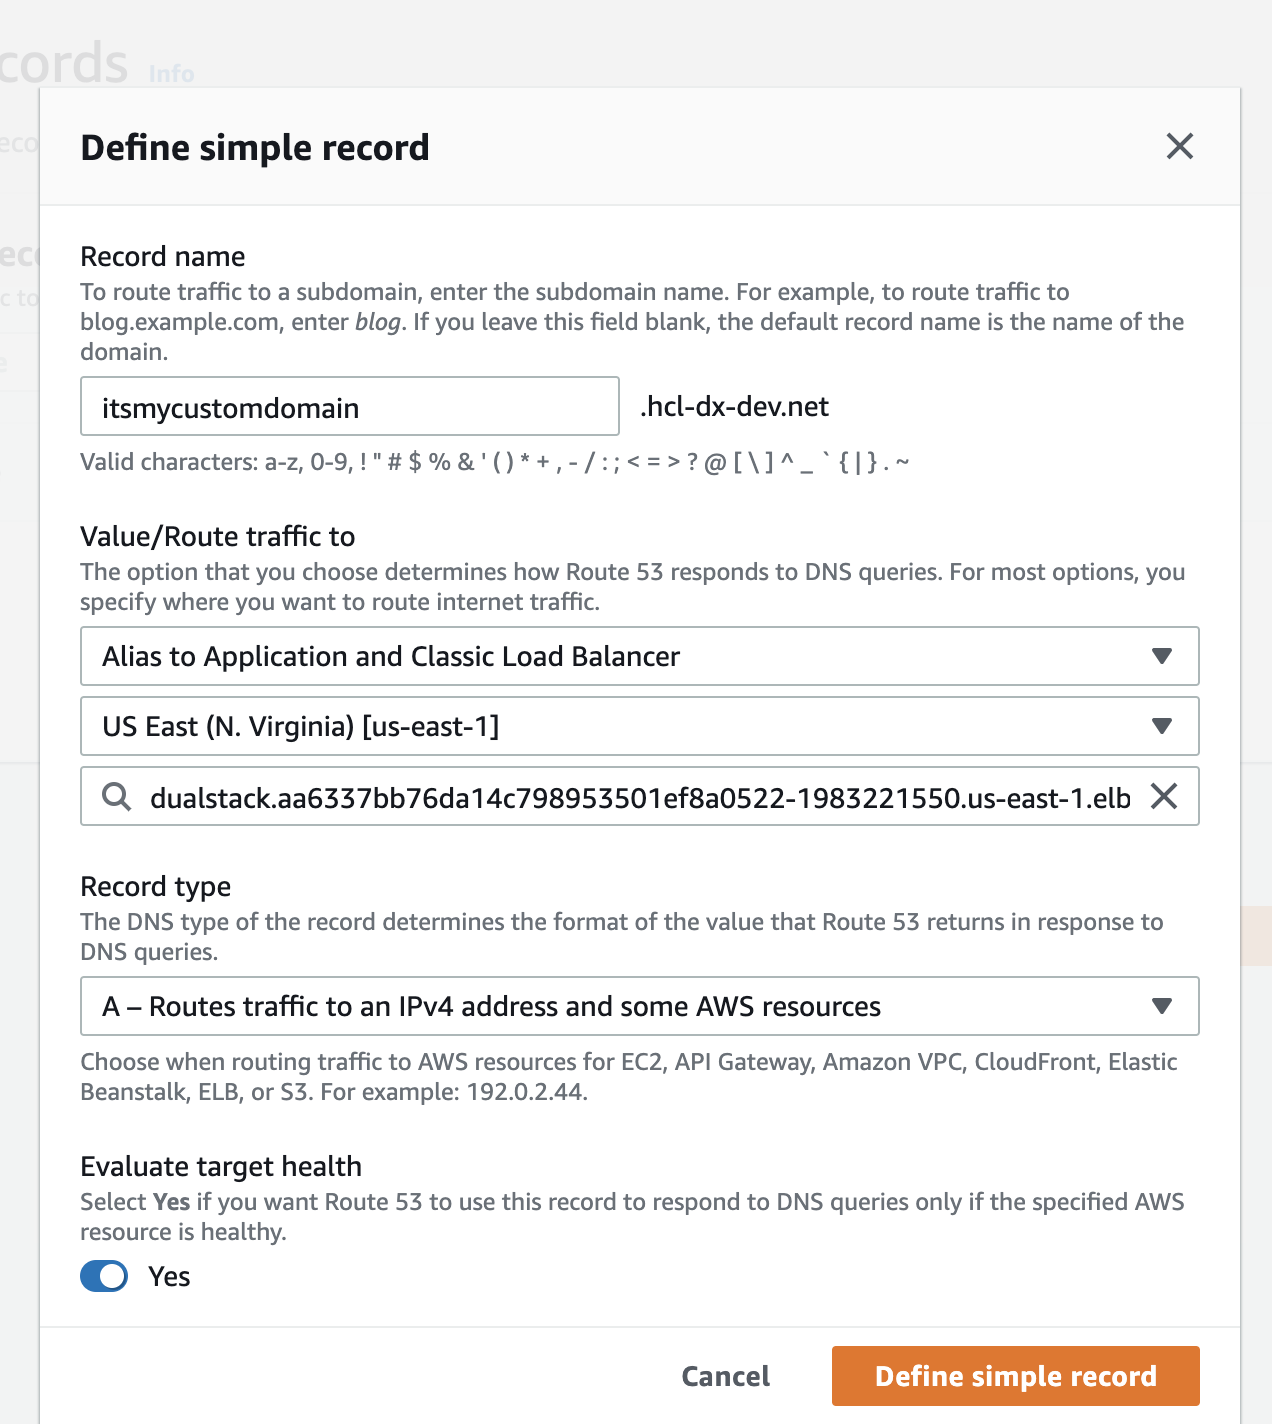 cords Info
Define simple record
Record name
To route traffic to a subdomain, enter the subdomain name. For example, to route traffic to
blog.example.com, enter blog. If you leave this field blank, the default record name is the name of the
domain.
itsmycustomdomain .hcl-dx-dev.net
Valid characters: a-z, 0-9, ! " # $ % & ' ( ) * + , - / : ; < = > ? @ [ \ ] ^ _ ` { | } . ~
Value/Route traffic to
The option that you choose determines how Route 53 responds to DNS queries. For most options, you
specify where you want to route internet traffic.
Alias to Application and Classic Load Balancer
US East (N. Virginia) [us-east-1]
dualstack.aa6337bb76da14c798953501ef8a0522-1983221550.us-east-1.elb
Record type
The DNS type of the record determines the format of the value that Route 53 returns in response to
DNS queries.
A – Routes traffic to an IPv4 address and some AWS resources
Choose when routing traffic to AWS resources for EC2, API Gateway, Amazon VPC, CloudFront, Elastic
Beanstalk, ELB, or S3. For example: 192.0.2.44.
Evaluate target health
Select Yes if you want Route 53 to use this record to respond to DNS queries only if the specified AWS
resource is healthy.
Yes
Cancel Define simple record